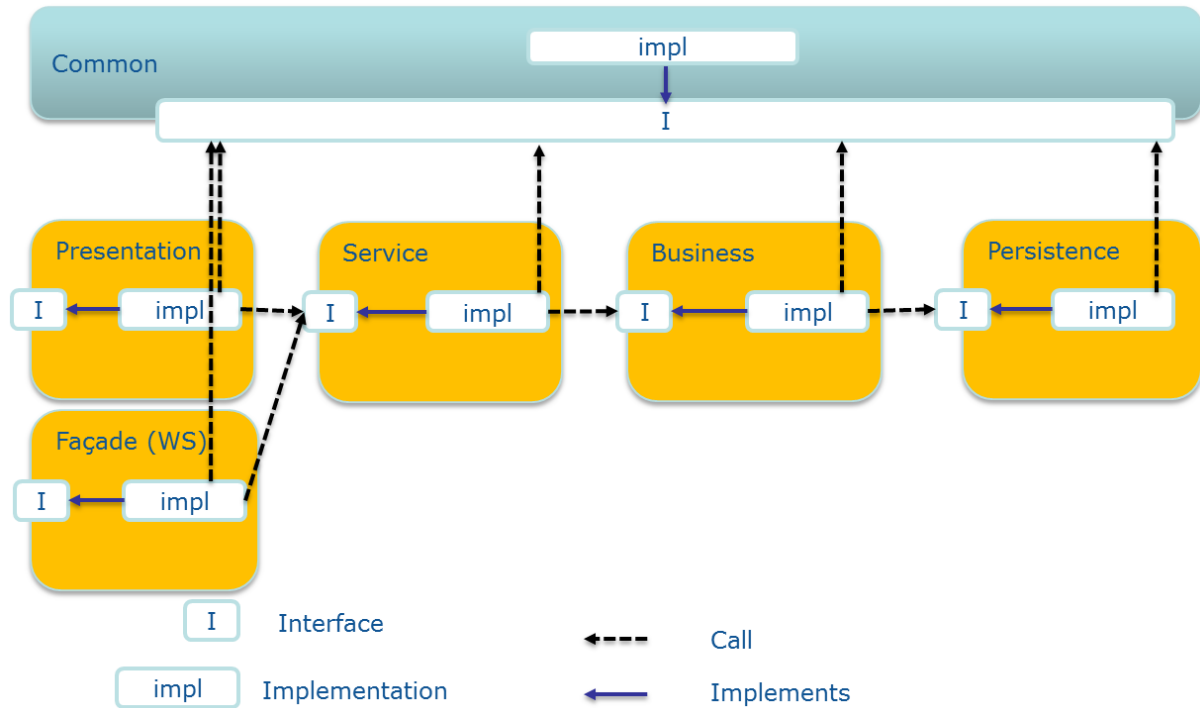 impl
Common
I
Presentation
Service
Business
Persistence
I
impl
I
impl
I
impl
I
impl
Façade (WS)
I
impl
I
Interface
Call
impl
Implementation
Implements